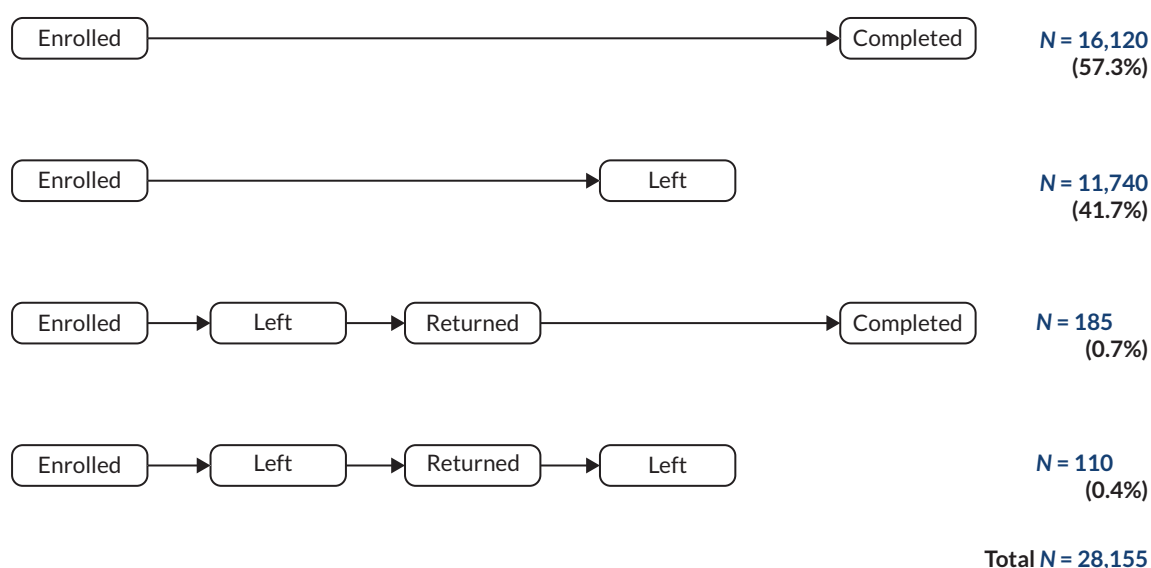 Enrolled Completed N = 16,120
(57.3%)
Enrolled Left N = 11,740
(41.7%)
Enrolled Left Returned Completed N = 185
(0.7%)
Enrolled Left Returned Left N = 110
(0.4%)
Total N = 28,155